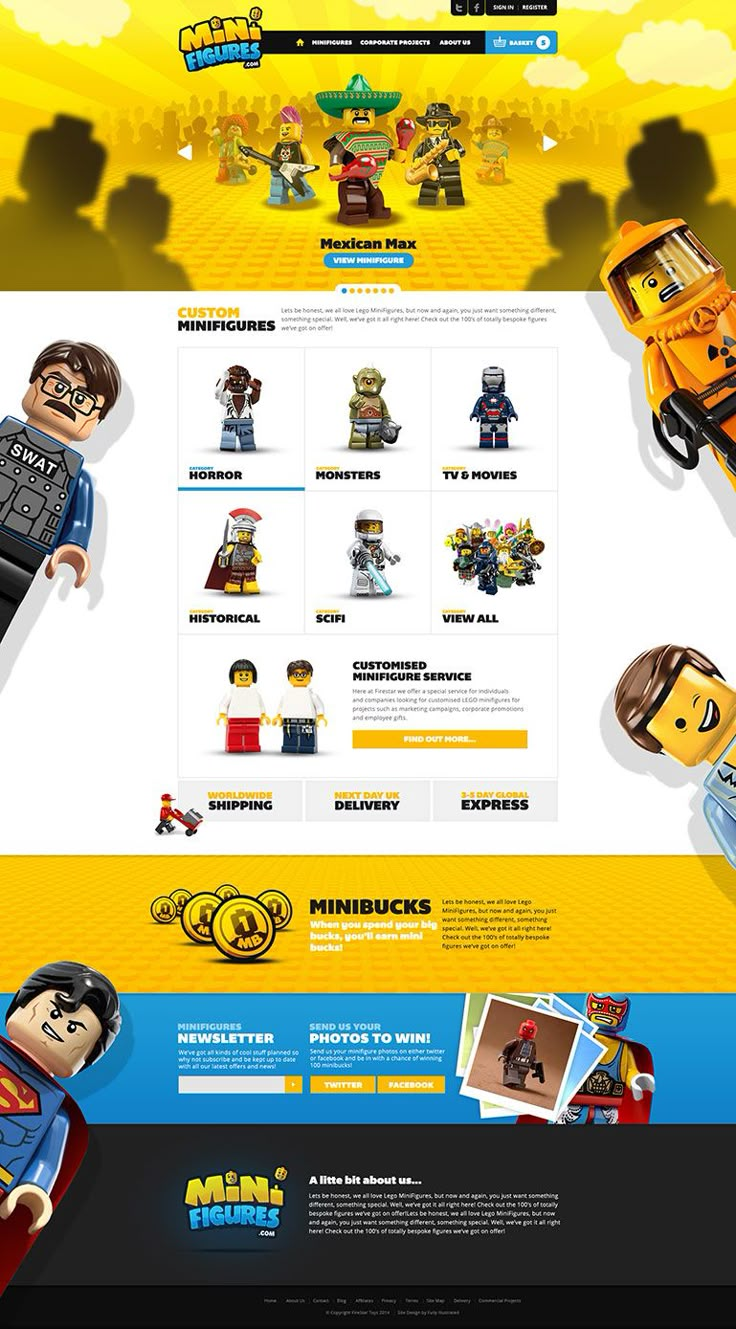 SIGN IN | REGISTER
MiNi
FIGURES
.COM
MINIFIGURES CORPORATE PROJECTS ABOUT US
BASKET 5
Mexican Max
VIEW MINIFIGURE
CUSTOM
MINIFIGURES
Lets be honest, we all love Lego MiniFigures, but now and again, you just want something different,
something special. Well, we've got it all right here! Check out the 100's of totally bespoke figures
we've got on offer!
SWAT
CATEGORY
HORROR
CATEGORY
MONSTERS
CATEGORY
TV & MOVIES
CATEGORY
HISTORICAL
CATEGORY
SCIFI
CATEGORY
VIEW ALL
CUSTOMISED
MINIFIGURE SERVICE
Here at Firestar we offer a special service for individuals
and companies looking for customised LEGO minifigures for
projects such as marketing campaigns, corporate promotions
and employee gifts.
FIND OUT MORE...
WORLDWIDE
SHIPPING
NEXT DAY UK
DELIVERY
3-5 DAY GLOBAL
EXPRESS
MB
MINIBUCKS
When you spend your big
bucks, you'll earn mini
bucks!
Lets be honest, we all love Lego
MiniFigures, but now and again, you just
want something different, something
special. Well, we've got it all right here!
Check out the 100's of totally bespoke
figures we've got on offer!
MINIFIGURES
NEWSLETTER
We've got all kinds of cool stuff planned so
why not subscribe and be kept up to date
with all our latest offers and news!
SEND US YOUR
PHOTOS TO WIN!
Send us your minifigure photos on either twitter
or facebook and be in with a chance of winning
100 minibucks!
TWITTER
FACEBOOK
MiNi
FIGURES
.COM
A litte bit about us...
Lets be honest, we all love Lego MiniFigures, but now and again, you just want something
different, something special. Well, we've got it all right here! Check out the 100's of totally
bespoke figures we've got on offer!Lets be honest, we all love Lego MiniFigures, but now
and again, you just want something different, something special. Well, we've got it all right
here! Check out the 100's of totally bespoke figures we've got on offer!
Home | About Us | Contact | Blog | Affiliates | Privacy | Terms | Site Map | Delivery | Commercial Projects
© Copyright FireStar Toys 2014 | Site Design by Fully Illustrated